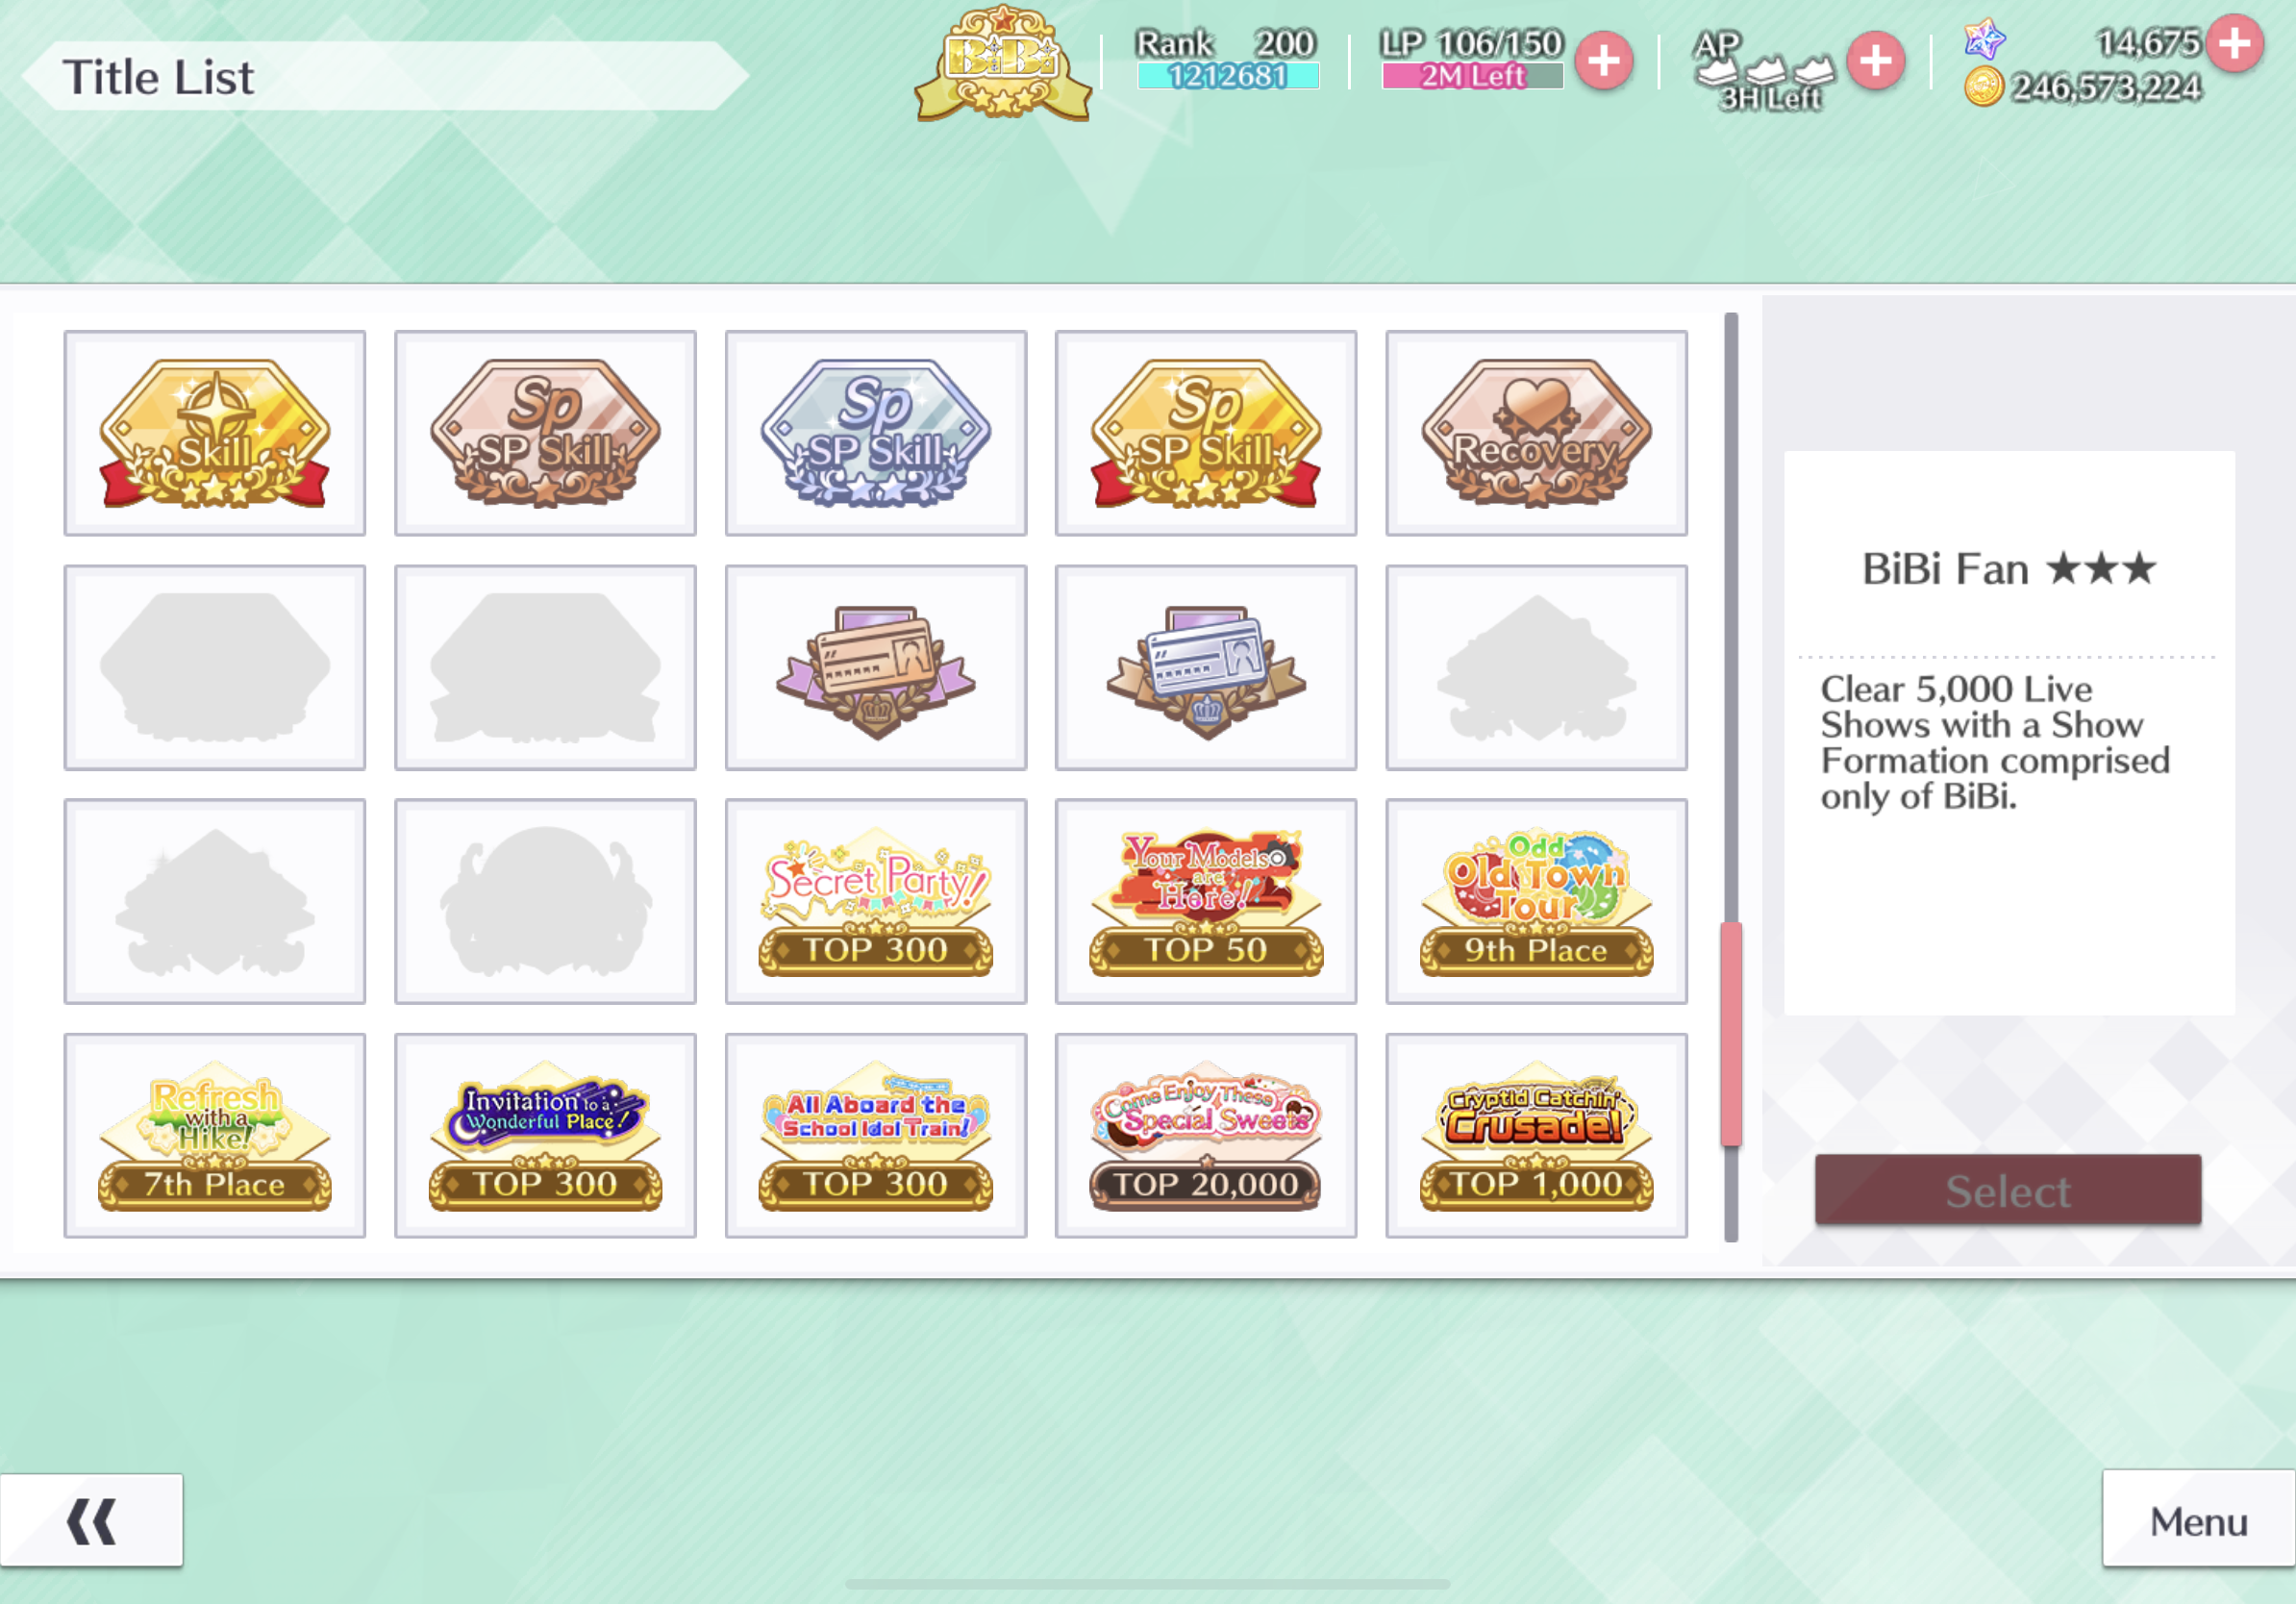 Title List
BiBi
Rank 200
1212681
LP 106/150
2M Left
AP
3H Left
14,675
246,573,224
Skill
Sp
SP Skill
Sp
SP Skill
Sp
SP Skill
Recovery
Secret Party!
TOP 300
Your Models
are
Here!
TOP 50
Odd
Old Town
Tour
9th Place
Refresh
with a
Hike!
7th Place
Invitation to a
Wonderful Place!
TOP 300
All Aboard the
School Idol Train!
TOP 300
Come Enjoy These
Special Sweets
TOP 20,000
Cryptid Catchin'
Crusade!
TOP 1,000
BiBi Fan ★★★
Clear 5,000 Live
Shows with a Show
Formation comprised
only of BiBi.
Select
Menu